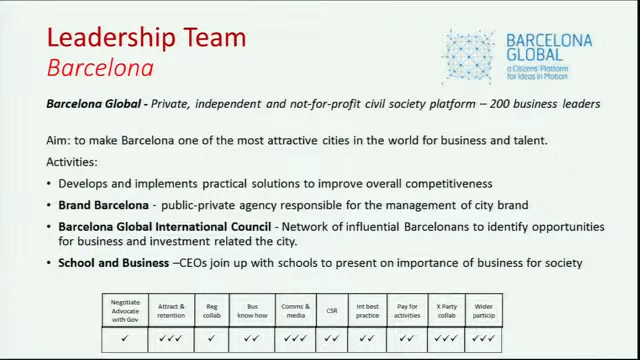 Leadership Team
Barcelona
BARCELONA
GLOBAL
a Citizens' Platform
for Ideas in Motion
Barcelona Global - Private, independent and not-for-profit civil society platform – 200 business leaders
Aim: to make Barcelona one of the most attractive cities in the world for business and talent.
Activities:
• Develops and implements practical solutions to improve overall competitiveness
• Brand Barcelona - public-private agency responsible for the management of city brand
• Barcelona Global International Council - Network of influential Barcelonans to identify opportunities
for business and investment related the city.
• School and Business –CEOs join up with schools to present on importance of business for society
Negotiate Advocate with Gov | Attract & retention | Reg collab | Bus know how | Comms & media | CSR | Int best practice | Pay for activities | X Party collab | Wider particip
✓ | ✓✓✓ | ✓ | ✓✓ | ✓✓✓ | ✓✓ | ✓✓ | ✓✓ | ✓✓✓ | ✓✓✓